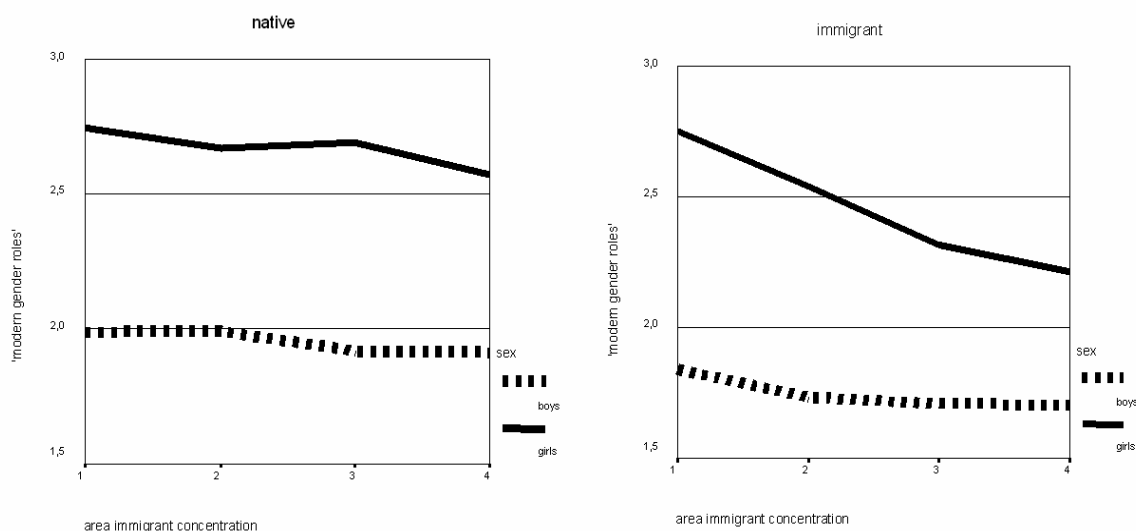 native
3,0
2,5
2,0
1,5
'modern gender roles'
1
2
3
4
area immigrant concentration
sex
boys
girls
immigrant
3,0
2,5
2,0
1,5
'modern gender roles'
1
2
3
4
area immigrant concentration
sex
boys
girls